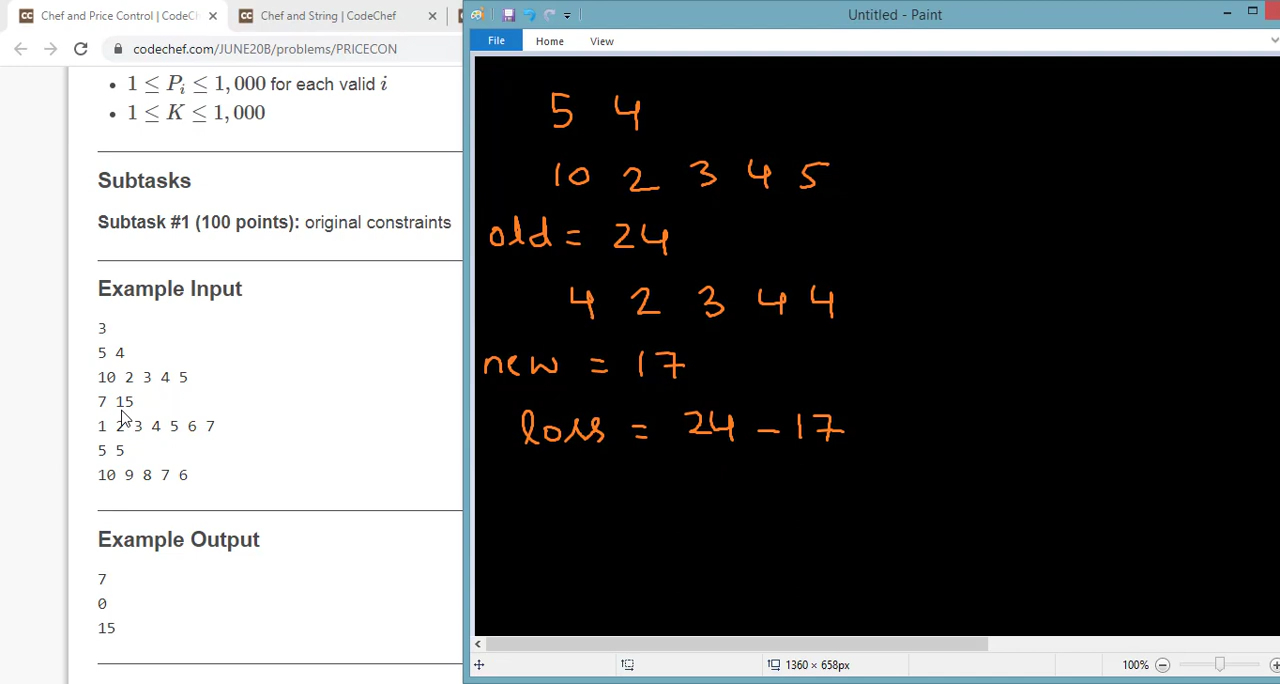 Chef and Price Control | CodeC
Chef and String | CodeChef
codechef.com/JUNE20B/problems/PRICECON
1 ≤ Pi ≤ 1,000 for each valid i
1 ≤ K ≤ 1,000
Subtasks
Subtask #1 (100 points): original constraints
Example Input
3
5 4
10 2 3 4 5
7 15
1 2 3 4 5 6 7
5 5
10 9 8 7 6
Example Output
7
0
15
Untitled - Paint
File Home View
5 4
10 2 3 4 5
old = 24
4 2 3 4 4
new = 17
loss = 24 - 17
1360 × 658px
100%